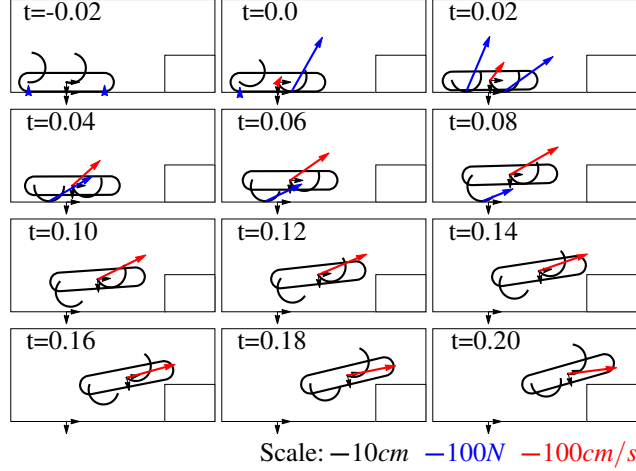 t=-0.02 t=0.0 t=0.02
t=0.04 t=0.06 t=0.08
t=0.10 t=0.12 t=0.14
t=0.16 t=0.18 t=0.20
Scale: —10cm —100N —100cm/s